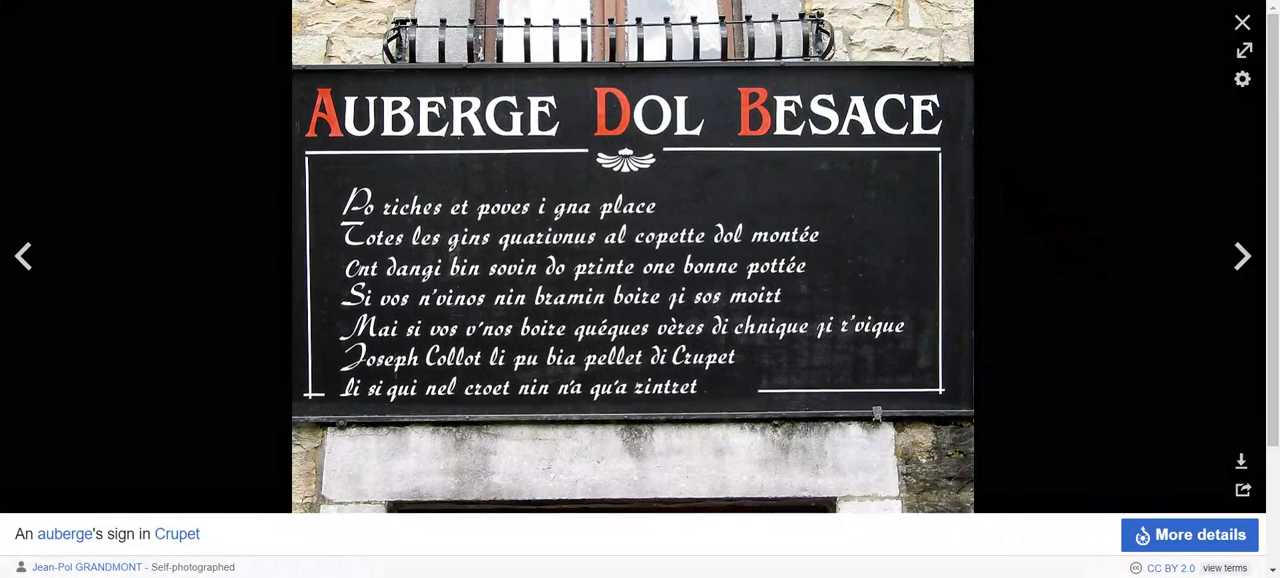 AUBERGE DOL BESACE
Po riches et poves i gna place
Totes les gins quarivnus al copette dol montée
Ont dangi bin sovin do printe one bonne pottée
Si vos n'vinos nin bramin boire ji sos moirt
Mai si vos v'nos boire quéques vères di chnique ji r'vique
Joseph Collot li pu bia pellet di Crupet
Li si qui nel croet nin n'a qu'a rintret
An auberge's sign in Crupet
More details
Jean-Pol GRANDMONT - Self-photographed
CC BY 2.0 view terms